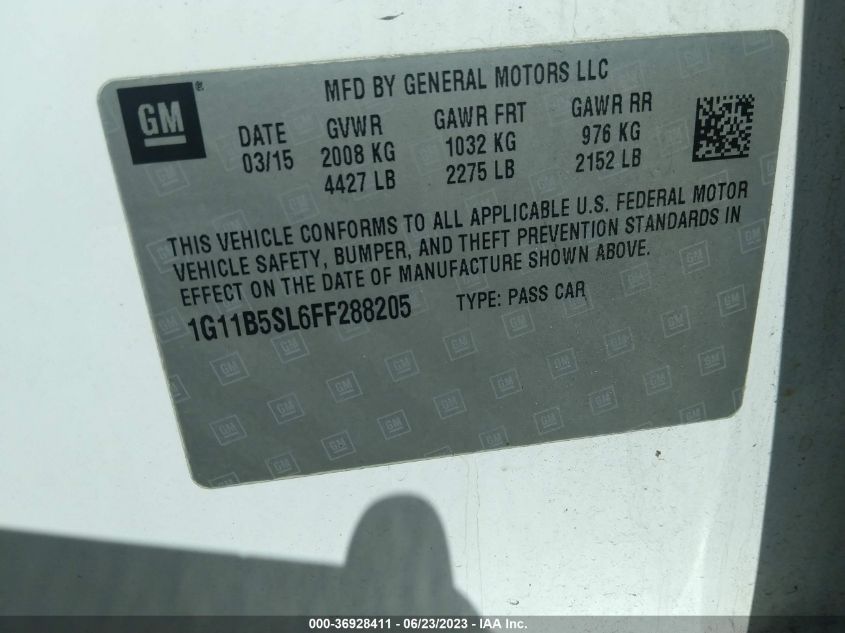 GM
MFD BY GENERAL MOTORS LLC
DATE GVWR GAWR FRT GAWR RR
03/15 2008 KG 1032 KG 976 KG
4427 LB 2275 LB 2152 LB
THIS VEHICLE CONFORMS TO ALL APPLICABLE U.S. FEDERAL MOTOR
VEHICLE SAFETY, BUMPER, AND THEFT PREVENTION STANDARDS IN
EFFECT ON THE DATE OF MANUFACTURE SHOWN ABOVE.
1G11B5SL6FF288205 TYPE: PASS CAR
000-36928411 - 06/23/2023 - IAA Inc.